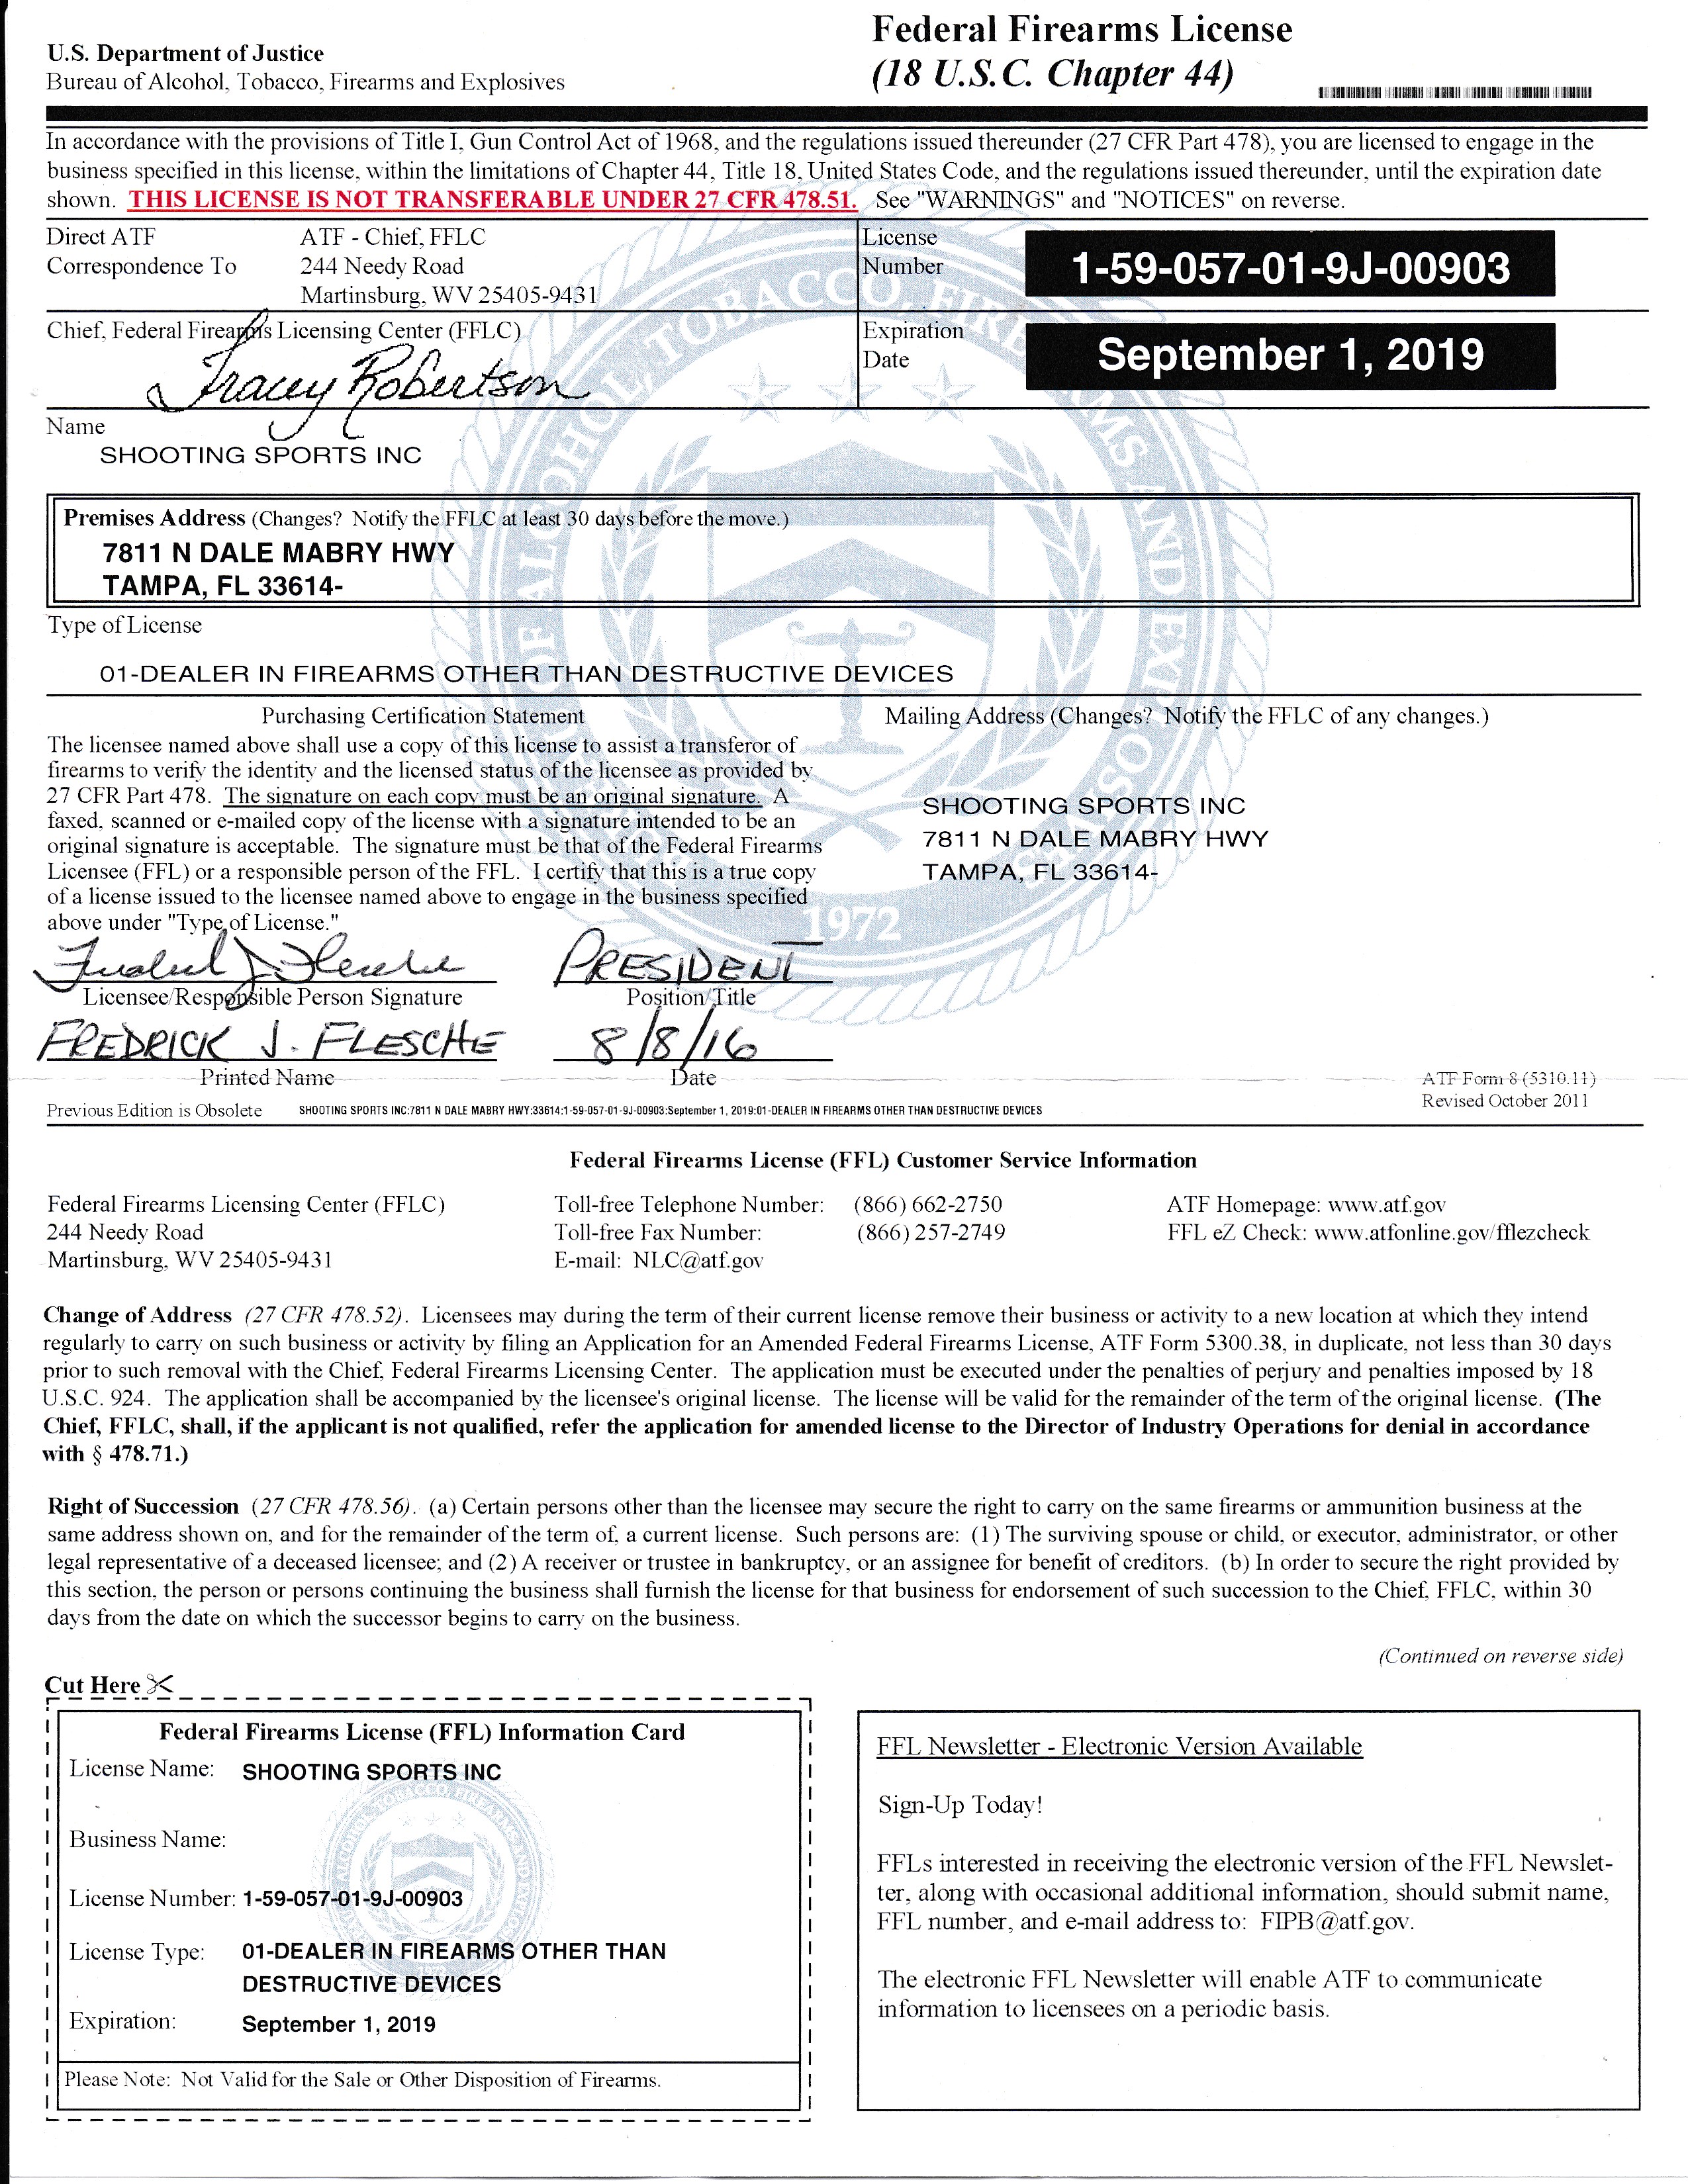 U.S. Department of Justice
Bureau of Alcohol, Tobacco, Firearms and Explosives
Federal Firearms License
(18 U.S.C. Chapter 44)
In accordance with the provisions of Title I, Gun Control Act of 1968, and the regulations issued thereunder (27 CFR Part 478), you are licensed to engage in the
business specified in this license, within the limitations of Chapter 44, Title 18, United States Code, and the regulations issued thereunder, until the expiration date
shown. THIS LICENSE IS NOT TRANSFERABLE UNDER 27 CFR 478.51. See "WARNINGS" and "NOTICES" on reverse.
Direct ATF
Correspondence To
ATF - Chief, FFLC
244 Needy Road
Martinsburg, WV 25405-9431
License
Number
1-59-057-01-9J-00903
Chief, Federal Firearms Licensing Center (FFLC)
Tracey Robertson
Expiration
Date
September 1, 2019
Name
SHOOTING SPORTS INC
Premises Address (Changes? Notify the FFLC at least 30 days before the move.)
7811 N DALE MABRY HWY
TAMPA, FL 33614-
Type of License
01-DEALER IN FIREARMS OTHER THAN DESTRUCTIVE DEVICES
Purchasing Certification Statement
The licensee named above shall use a copy of this license to assist a transferor of
firearms to verify the identity and the licensed status of the licensee as provided by
27 CFR Part 478. The signature on each copy must be an original signature. A
faxed, scanned or e-mailed copy of the license with a signature intended to be an
original signature is acceptable. The signature must be that of the Federal Firearms
Licensee (FFL) or a responsible person of the FFL. I certify that this is a true copy
of a license issued to the licensee named above to engage in the business specified
above under "Type of License."
Mailing Address (Changes? Notify the FFLC of any changes.)
SHOOTING SPORTS INC
7811 N DALE MABRY HWY
TAMPA, FL 33614-
1972
PRESIDENT
Licensee/Responsible Person Signature
Position/Title
FREDRICK J. FLESCHE
8/8/16
Printed Name
Date
ATF Form 8 (5310.11)
Revised October 2011
Previous Edition is Obsolete
SHOOTING SPORTS INC:7811 N DALE MABRY HWY:33614:1-59-057-01-9J-00903:September 1, 2019:01-DEALER IN FIREARMS OTHER THAN DESTRUCTIVE DEVICES
Federal Firearms License (FFL) Customer Service Information
Federal Firearms Licensing Center (FFLC)
244 Needy Road
Martinsburg, WV 25405-9431
Toll-free Telephone Number: (866) 662-2750
Toll-free Fax Number: (866) 257-2749
E-mail: NLC@atf.gov
ATF Homepage: www.atf.gov
FFL eZ Check: www.atfonline.gov/fflezcheck
Change of Address (27 CFR 478.52). Licensees may during the term of their current license remove their business or activity to a new location at which they intend
regularly to carry on such business or activity by filing an Application for an Amended Federal Firearms License, ATF Form 5300.38, in duplicate, not less than 30 days
prior to such removal with the Chief, Federal Firearms Licensing Center. The application must be executed under the penalties of perjury and penalties imposed by 18
U.S.C. 924. The application shall be accompanied by the licensee's original license. The license will be valid for the remainder of the term of the original license. (The
Chief, FFLC, shall, if the applicant is not qualified, refer the application for amended license to the Director of Industry Operations for denial in accordance
with § 478.71.)
Right of Succession (27 CFR 478.56). (a) Certain persons other than the licensee may secure the right to carry on the same firearms or ammunition business at the
same address shown on, and for the remainder of the term of, a current license. Such persons are: (1) The surviving spouse or child, or executor, administrator, or other
legal representative of a deceased licensee; and (2) A receiver or trustee in bankruptcy, or an assignee for benefit of creditors. (b) In order to secure the right provided by
this section, the person or persons continuing the business shall furnish the license for that business for endorsement of such succession to the Chief, FFLC, within 30
days from the date on which the successor begins to carry on the business.
(Continued on reverse side)
Cut Here
Federal Firearms License (FFL) Information Card
License Name: SHOOTING SPORTS INC
Business Name:
License Number: 1-59-057-01-9J-00903
License Type: 01-DEALER IN FIREARMS OTHER THAN
DESTRUCTIVE DEVICES
Expiration: September 1, 2019
Please Note: Not Valid for the Sale or Other Disposition of Firearms.
FFL Newsletter - Electronic Version Available
Sign-Up Today!
FFLs interested in receiving the electronic version of the FFL Newslet-
ter, along with occasional additional information, should submit name,
FFL number, and e-mail address to: FIPB@atf.gov.
The electronic FFL Newsletter will enable ATF to communicate
information to licensees on a periodic basis.